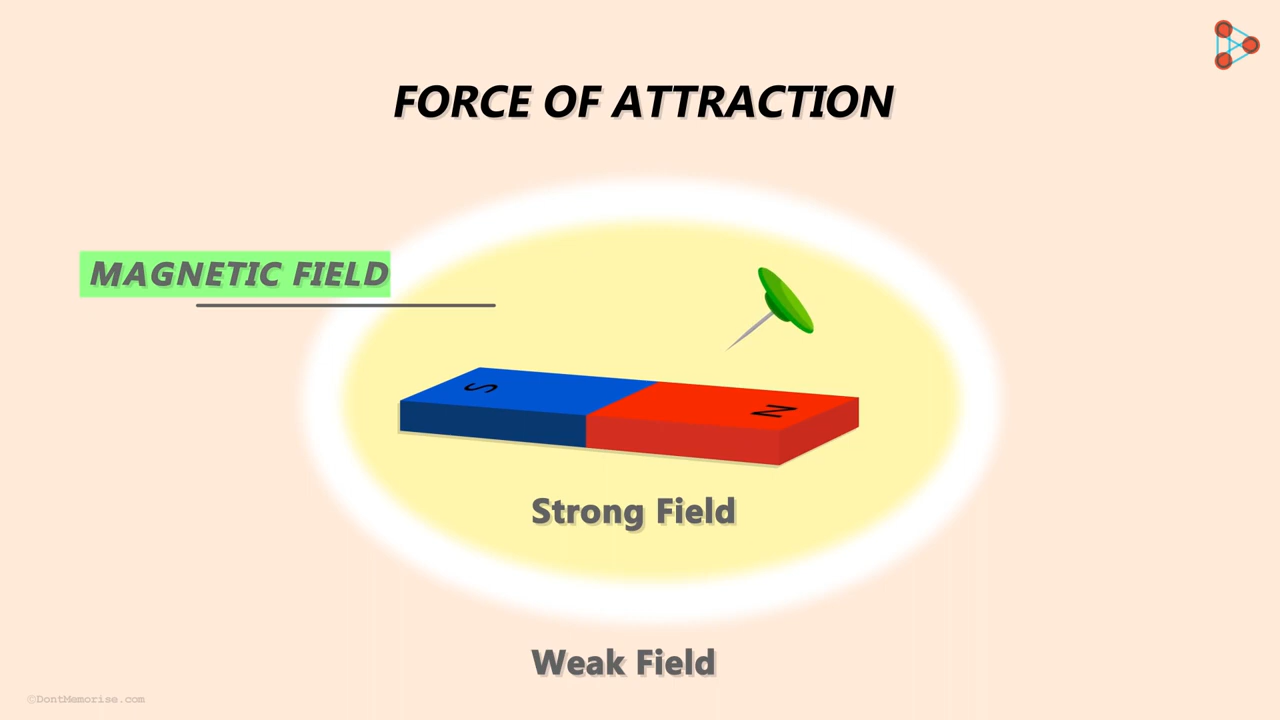 FORCE OF ATTRACTION
MAGNETIC FIELD
S
N
Strong Field
Weak Field
©DontMemorise.com